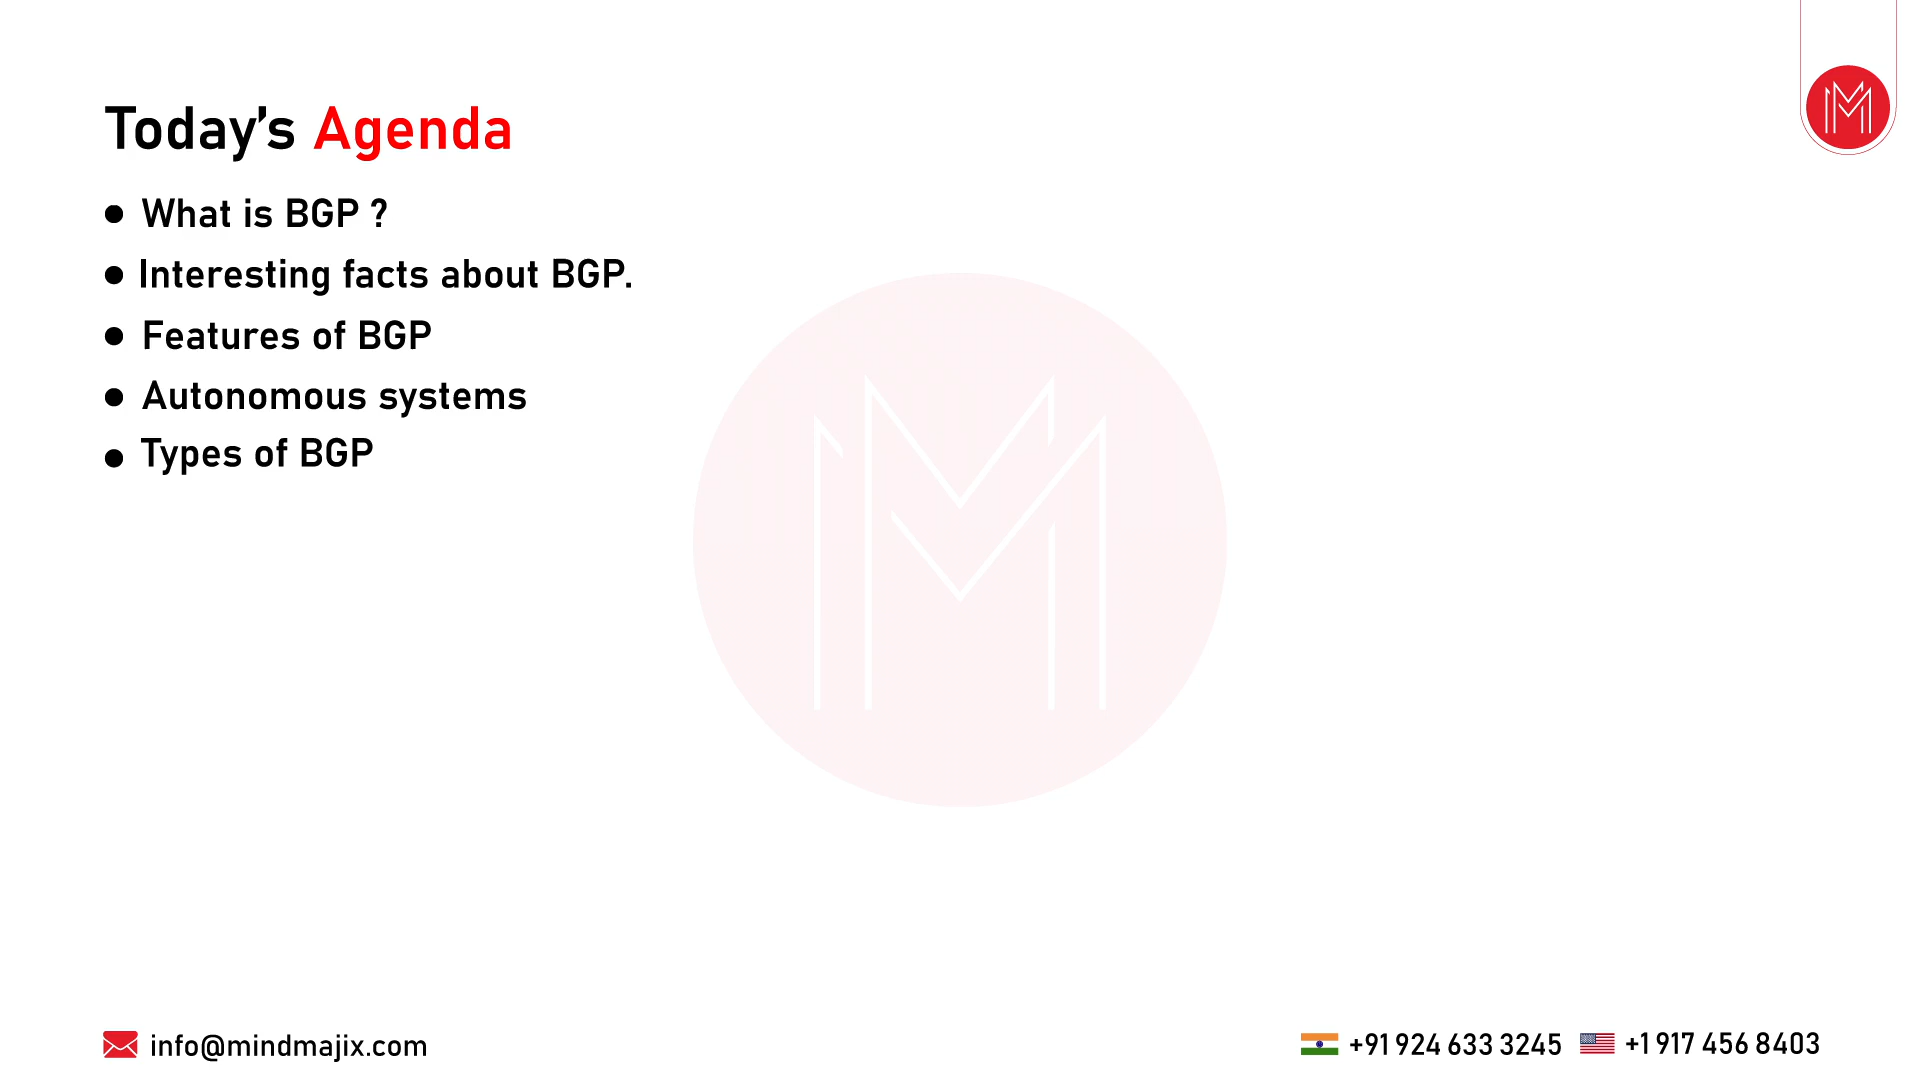 Today’s Agenda
● What is BGP ?
● Interesting facts about BGP.
● Features of BGP
● Autonomous systems
● Types of BGP
info@mindmajix.com
+91 924 633 3245
+1 917 456 8403